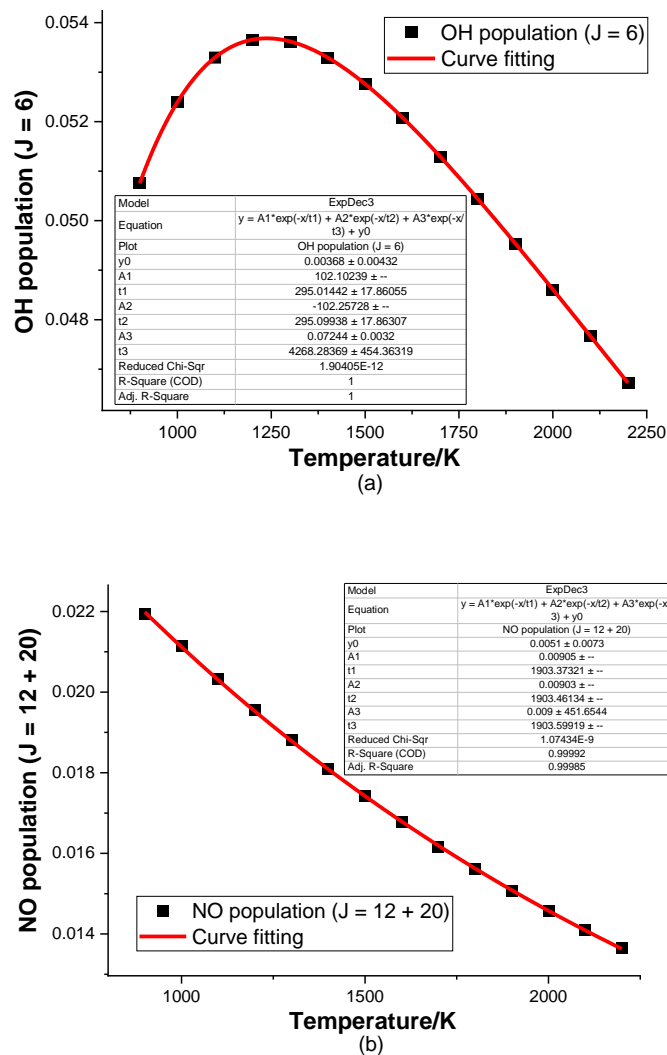 OH population (J = 6)
0.054
0.052
0.050
0.048
OH population (J = 6)
Curve fitting
Model ExpDec3
Equation y = A1*exp(-x/t1) + A2*exp(-x/t2) + A3*exp(-x/
t3) + y0
Plot OH population (J = 6)
y0 0.00368 ± 0.00432
A1 102.10239 ± --
t1 295.01442 ± 17.86055
A2 -102.25728 ± --
t2 295.09938 ± 17.86307
A3 0.07244 ± 0.0032
t3 4268.28369 ± 454.36319
Reduced Chi-Sqr 1.90405E-12
R-Square (COD) 1
Adj. R-Square 1
1000 1250 1500 1750 2000 2250
Temperature/K
(a)
NO population (J = 12 + 20)
0.022
0.020
0.018
0.016
0.014
Model ExpDec3
Equation y = A1*exp(-x/t1) + A2*exp(-x/t2) + A3*exp(-x
3) + y0
Plot NO population (J = 12 + 20)
y0 0.0051 ± 0.0073
A1 0.00905 ± --
t1 1903.37321 ± --
A2 0.00903 ± --
t2 1903.46134 ± --
A3 0.009 ± 451.6544
t3 1903.59919 ± --
Reduced Chi-Sqr 1.07434E-9
R-Square (COD) 0.99992
Adj. R-Square 0.99985
NO population (J = 12 + 20)
Curve fitting
1000 1500 2000
Temperature/K
(b)